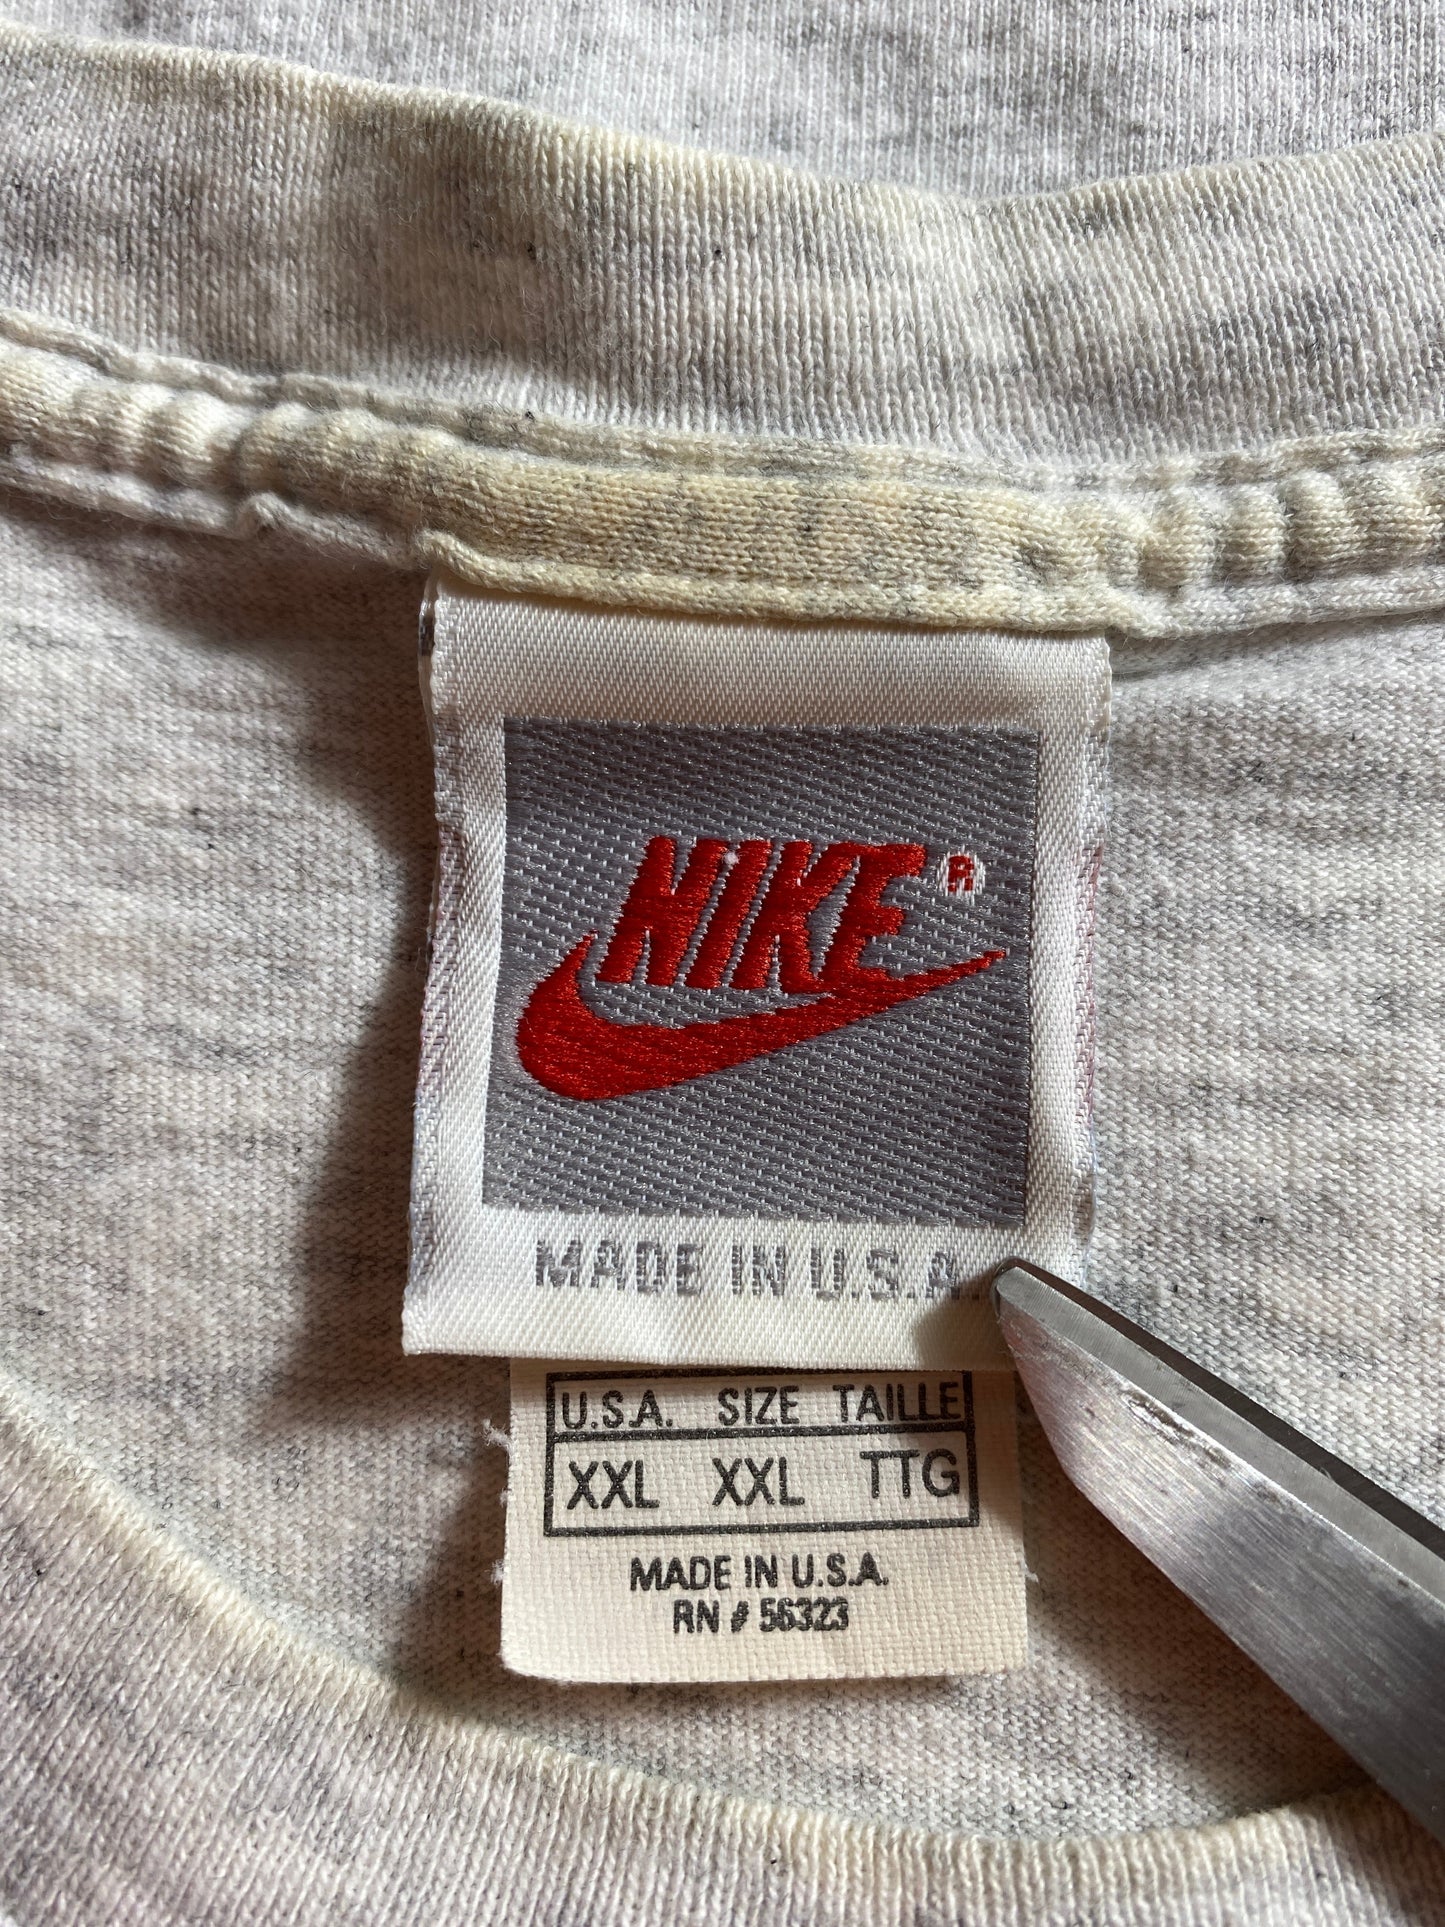 NIKE®
MADE IN U.S.A.
U.S.A. SIZE TAILLE
XXL XXL TTG
MADE IN U.S.A.
RN # 56323